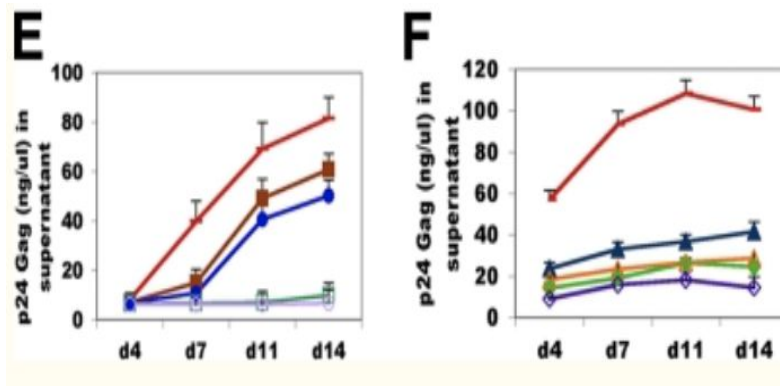 E
p24 Gag (ng/ul) in
supernatant
100
80
60
40
20
0
d4 d7 d11 d14
F
p24 Gag (ng/ul) in
supernatant
120
100
80
60
40
20
0
d4 d7 d11 d14